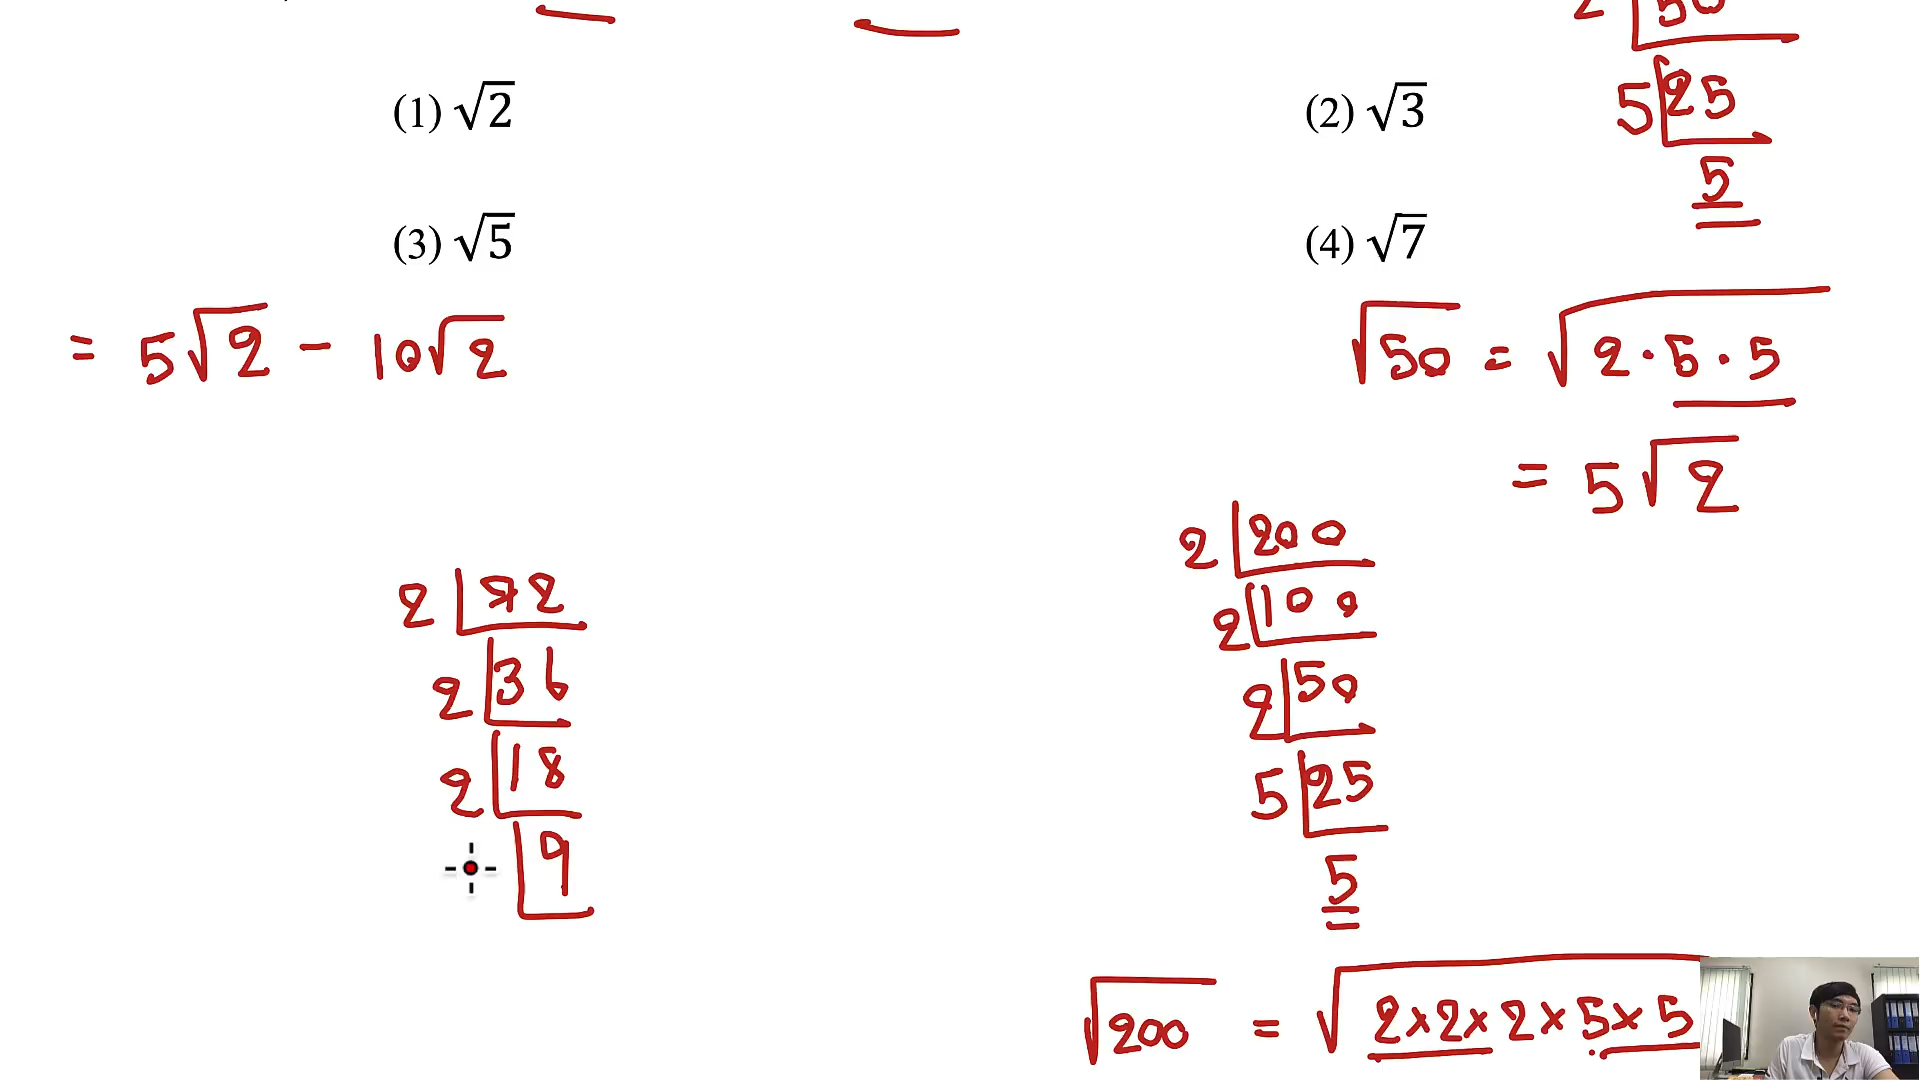 2 50
(1) √2 (2) √3
5 25
5
(3) √5 (4) √7
= 5√2 - 10√2
√50 = √2·5·5
= 5√2
2 72
2 36
2 18
9
2 200
2 100
2 50
5 25
5
√200 = √2×2×2×5×5